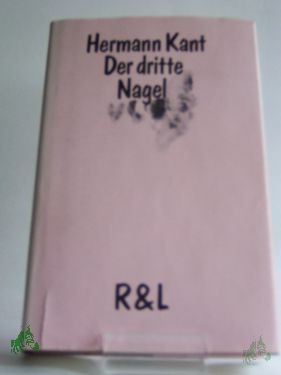 Hermann Kant
Der dritte
Nagel
R&L